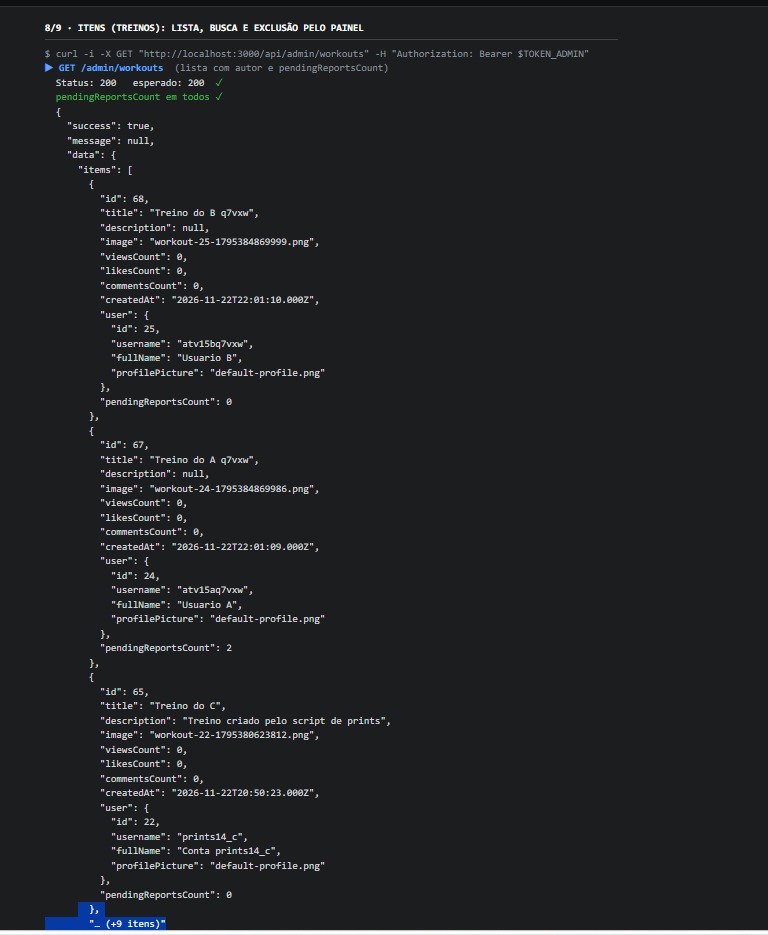 8/9 · ITENS (TREINOS): LISTA, BUSCA E EXCLUSÃO PELO PAINEL
$ curl -i -X GET "http://localhost:3000/api/admin/workouts" -H "Authorization: Bearer $TOKEN_ADMIN"
▶ GET /admin/workouts (lista com autor e pendingReportsCount)
Status: 200 esperado: 200 ✓
pendingReportsCount em todos ✓
{
"success": true,
"message": null,
"data": {
"items": [
{
"id": 68,
"title": "Treino do B q7vxw",
"description": null,
"image": "workout-25-1795384869999.png",
"viewsCount": 0,
"likesCount": 0,
"commentsCount": 0,
"createdAt": "2026-11-22T22:01:10.000Z",
"user": {
"id": 25,
"username": "atv15bq7vxw",
"fullName": "Usuario B",
"profilePicture": "default-profile.png"
},
"pendingReportsCount": 0
},
{
"id": 67,
"title": "Treino do A q7vxw",
"description": null,
"image": "workout-24-1795384869986.png",
"viewsCount": 0,
"likesCount": 0,
"commentsCount": 0,
"createdAt": "2026-11-22T22:01:09.000Z",
"user": {
"id": 24,
"username": "atv15aq7vxw",
"fullName": "Usuario A",
"profilePicture": "default-profile.png"
},
"pendingReportsCount": 2
},
{
"id": 65,
"title": "Treino do C",
"description": "Treino criado pelo script de prints",
"image": "workout-22-1795380623812.png",
"viewsCount": 0,
"likesCount": 0,
"commentsCount": 0,
"createdAt": "2026-11-22T20:50:23.000Z",
"user": {
"id": 22,
"username": "prints14_c",
"fullName": "Conta prints14_c",
"profilePicture": "default-profile.png"
},
"pendingReportsCount": 0
},
"… (+9 itens)"